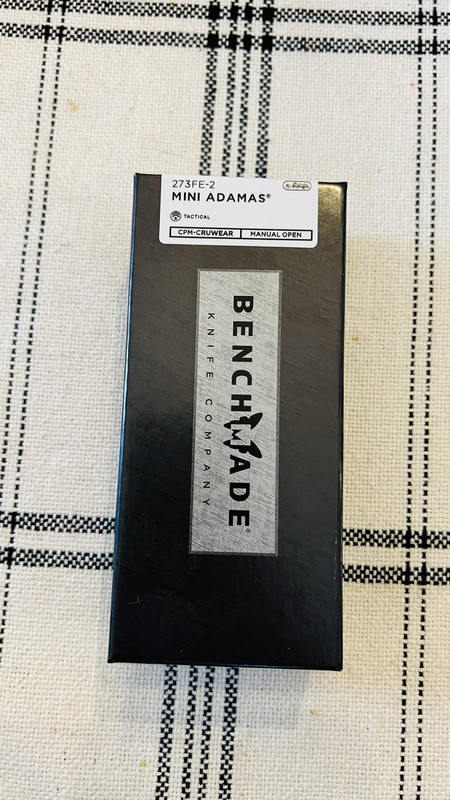 273FE-2
MINI ADAMAS®
TACTICAL
CPM-CRUWEAR MANUAL OPEN
BENCHMADE®
KNIFE COMPANY